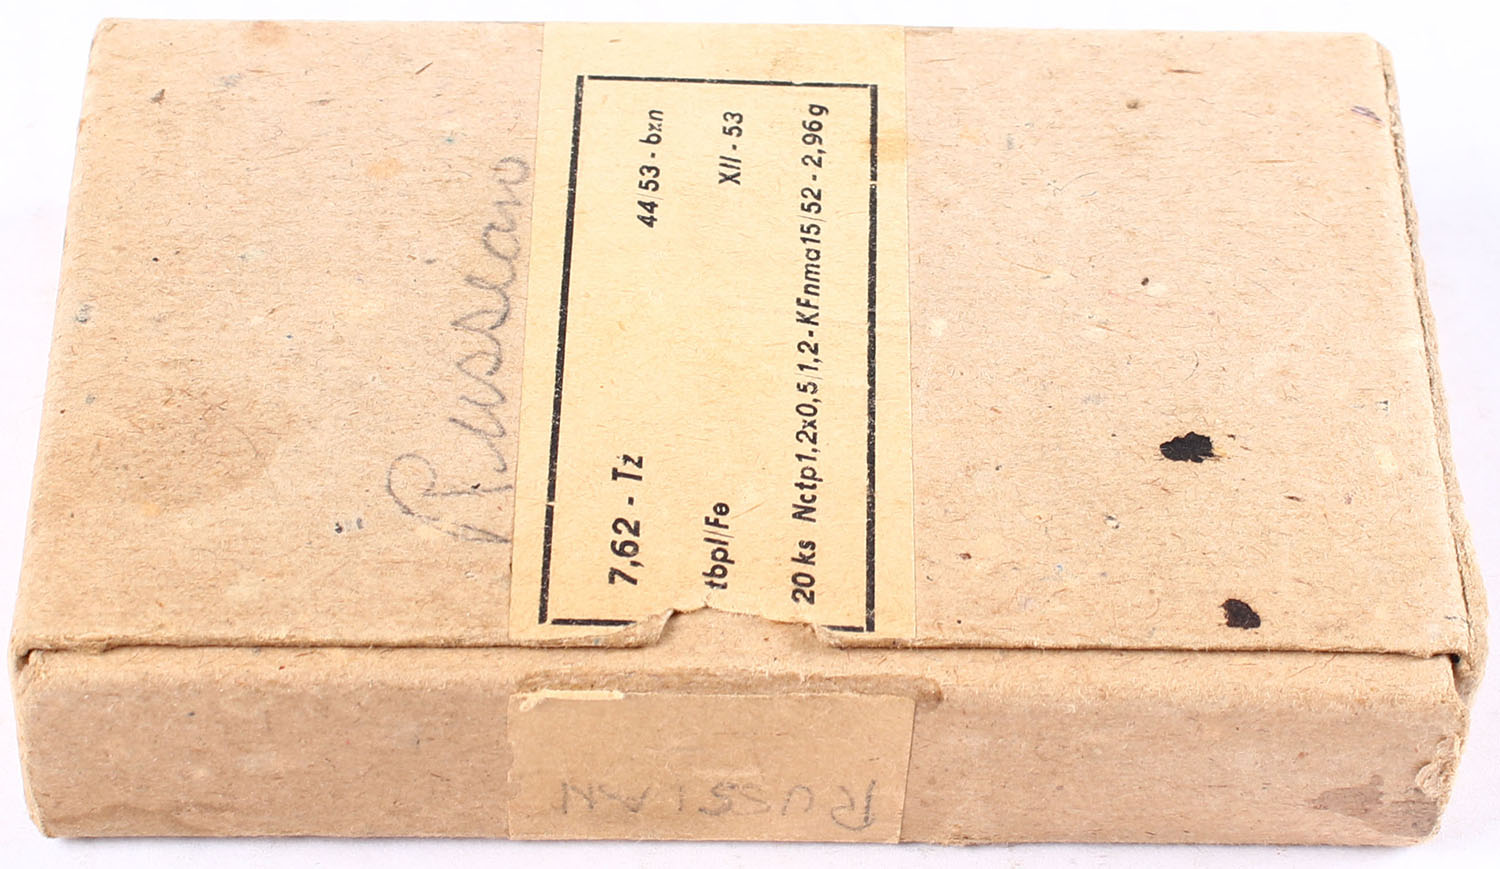 Russian
7,62 - Tz
44/53 - bxn
tbpl/Fe
XII - 53
20 ks Nctp1,2x0,5/1,2-KFnma15/52 - 2,96g
RUSSIAN